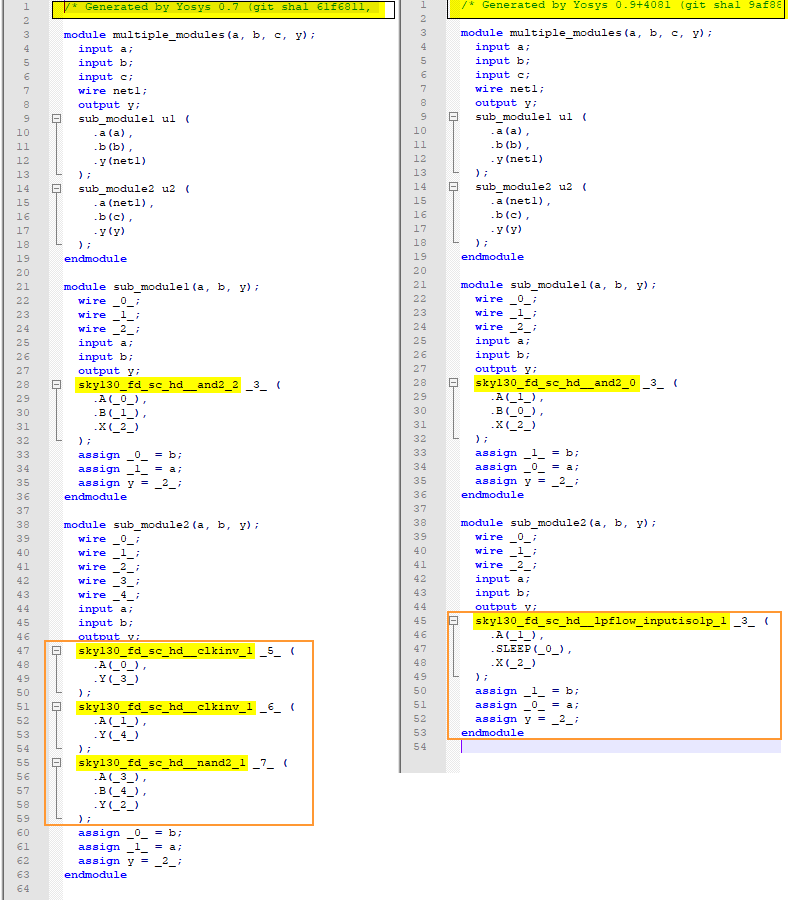 1 /* Generated by Yosys 0.7 (git sha1 61f6811,
2
3 module multiple_modules(a, b, c, y);
4 input a;
5 input b;
6 input c;
7 wire net1;
8 output y;
9 sub_module1 u1 (
10 .a(a),
11 .b(b),
12 .y(net1)
13 );
14 sub_module2 u2 (
15 .a(net1),
16 .b(c),
17 .y(y)
18 );
19 endmodule
20
21 module sub_module1(a, b, y);
22 wire _0_;
23 wire _1_;
24 wire _2_;
25 input a;
26 input b;
27 output y;
28 sky130_fd_sc_hd__and2_2 _3_ (
29 .A(_0_),
30 .B(_1_),
31 .X(_2_)
32 );
33 assign _0_ = b;
34 assign _1_ = a;
35 assign y = _2_;
36 endmodule
37
38 module sub_module2(a, b, y);
39 wire _0_;
40 wire _1_;
41 wire _2_;
42 wire _3_;
43 wire _4_;
44 input a;
45 input b;
46 output y;
47 sky130_fd_sc_hd__clkinv_1 _5_ (
48 .A(_0_),
49 .Y(_3_)
50 );
51 sky130_fd_sc_hd__clkinv_1 _6_ (
52 .A(_1_),
53 .Y(_4_)
54 );
55 sky130_fd_sc_hd__nand2_1 _7_ (
56 .A(_3_),
57 .B(_4_),
58 .Y(_2_)
59 );
60 assign _0_ = b;
61 assign _1_ = a;
62 assign y = _2_;
63 endmodule
64
1 /* Generated by Yosys 0.9+4081 (git sha1 9af86
2
3 module multiple_modules(a, b, c, y);
4 input a;
5 input b;
6 input c;
7 wire net1;
8 output y;
9 sub_module1 u1 (
10 .a(a),
11 .b(b),
12 .y(net1)
13 );
14 sub_module2 u2 (
15 .a(net1),
16 .b(c),
17 .y(y)
18 );
19 endmodule
20
21 module sub_module1(a, b, y);
22 wire _0_;
23 wire _1_;
24 wire _2_;
25 input a;
26 input b;
27 output y;
28 sky130_fd_sc_hd__and2_0 _3_ (
29 .A(_1_),
30 .B(_0_),
31 .X(_2_)
32 );
33 assign _1_ = b;
34 assign _0_ = a;
35 assign y = _2_;
36 endmodule
37
38 module sub_module2(a, b, y);
39 wire _0_;
40 wire _1_;
41 wire _2_;
42 input a;
43 input b;
44 output y;
45 sky130_fd_sc_hd__lpflow_inputiso1p_1 _3_ (
46 .A(_1_),
47 .SLEEP(_0_),
48 .X(_2_)
49 );
50 assign _1_ = b;
51 assign _0_ = a;
52 assign y = _2_;
53 endmodule
54